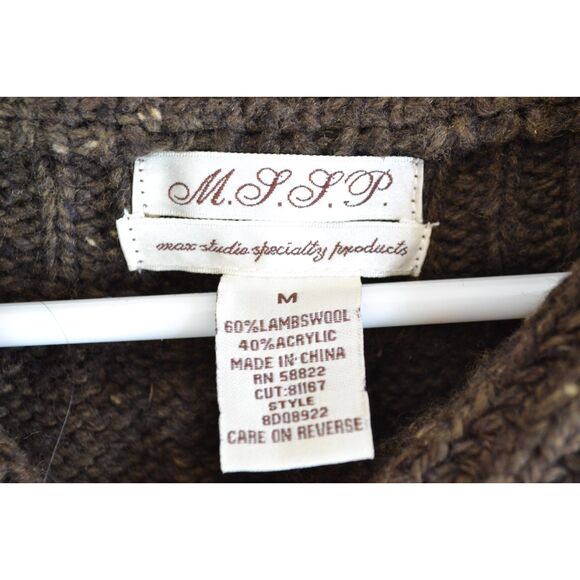 M.S.S.P.
max studio specialty products
M
60%LAMBSWOOL
40%ACRYLIC
MADE IN CHINA
RN 58822
CUT:81167
STYLE
8D08922
CARE ON REVERSE